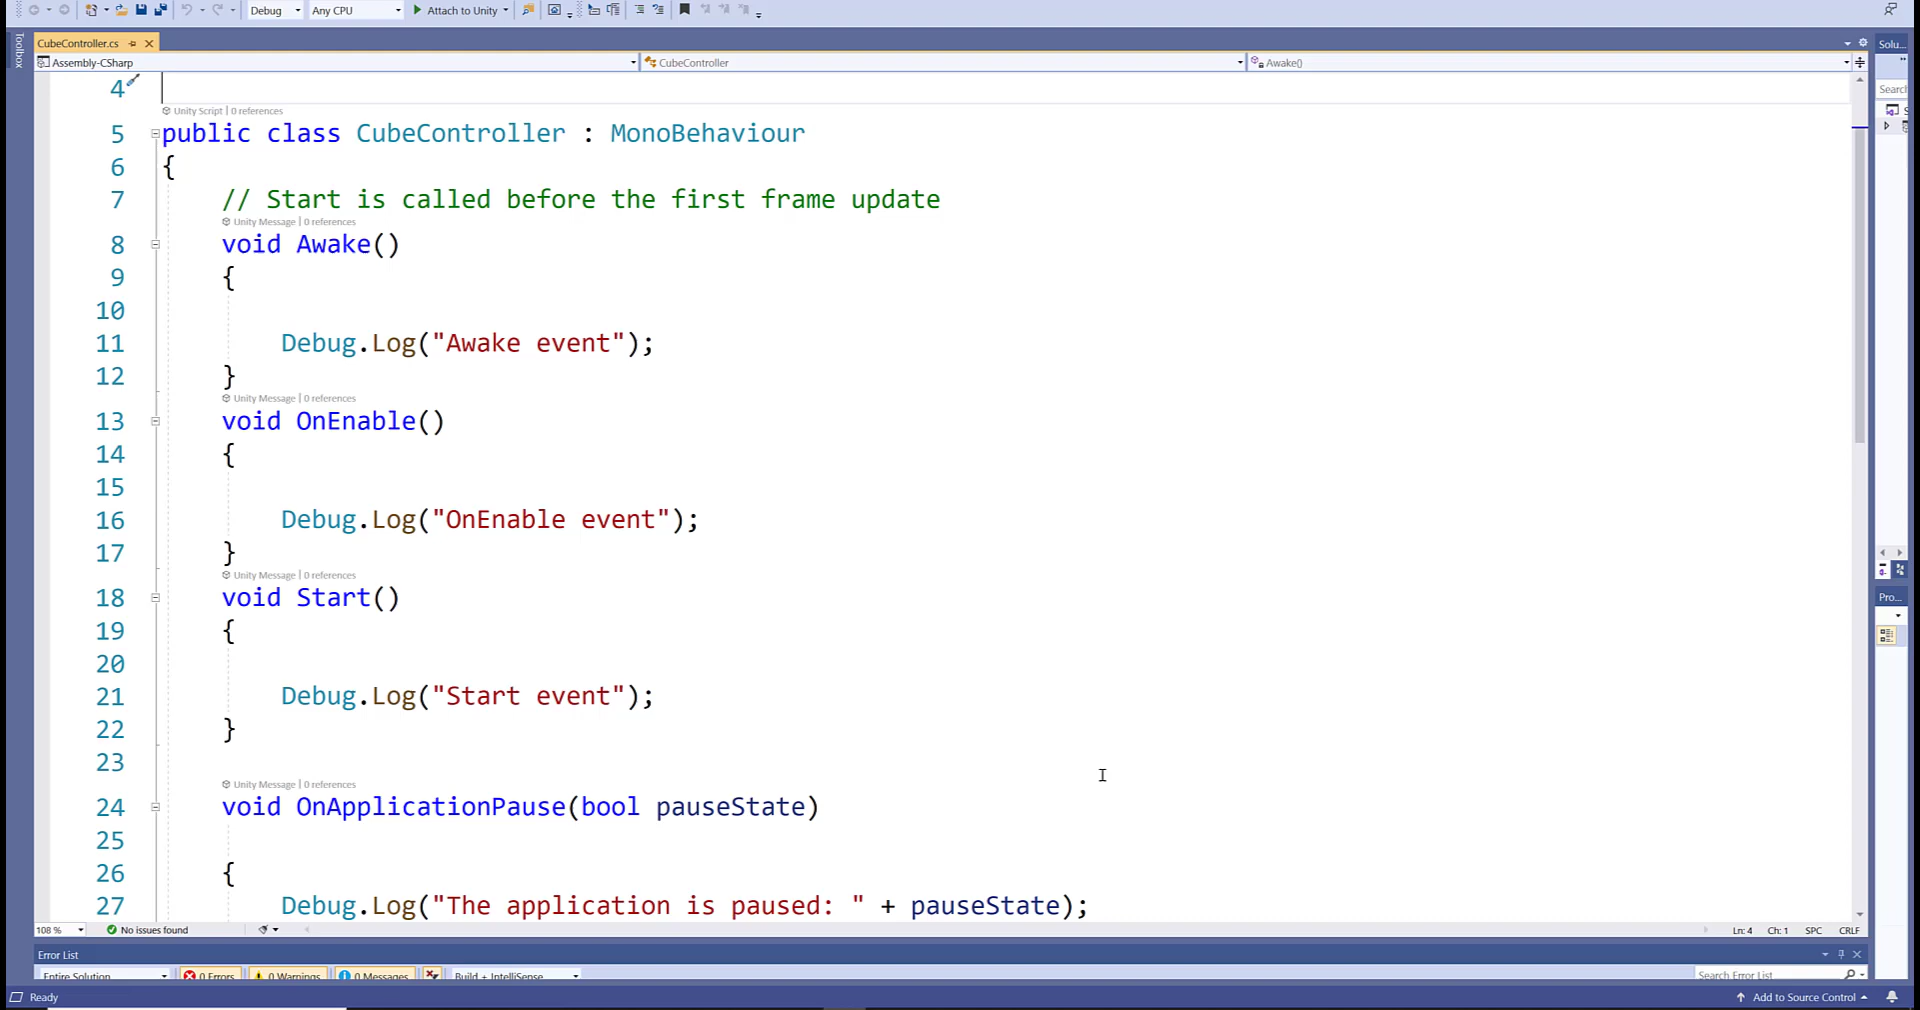 Debug
Any CPU
Attach to Unity
CubeController.cs
Toolbox
Solu...
Assembly-CSharp
CubeController
Awake()
Search
4
Unity Script | 0 references
5 public class CubeController : MonoBehaviour
6 {
7 // Start is called before the first frame update
Unity Message | 0 references
8 void Awake()
9 {
10
11 Debug.Log("Awake event");
12 }
Unity Message | 0 references
13 void OnEnable()
14 {
15
16 Debug.Log("OnEnable event");
17 }
Unity Message | 0 references
18 void Start()
19 {
20
21 Debug.Log("Start event");
22 }
23
Unity Message | 0 references
24 void OnApplicationPause(bool pauseState)
25
26 {
27 Debug.Log("The application is paused: " + pauseState);
Pro...
108 %
No issues found
Ln: 4 Ch: 1 SPC CRLF
Error List
Entire Solution
0 Errors
0 Warnings
0 Messages
Build + IntelliSense
Search Error List
Ready
Add to Source Control